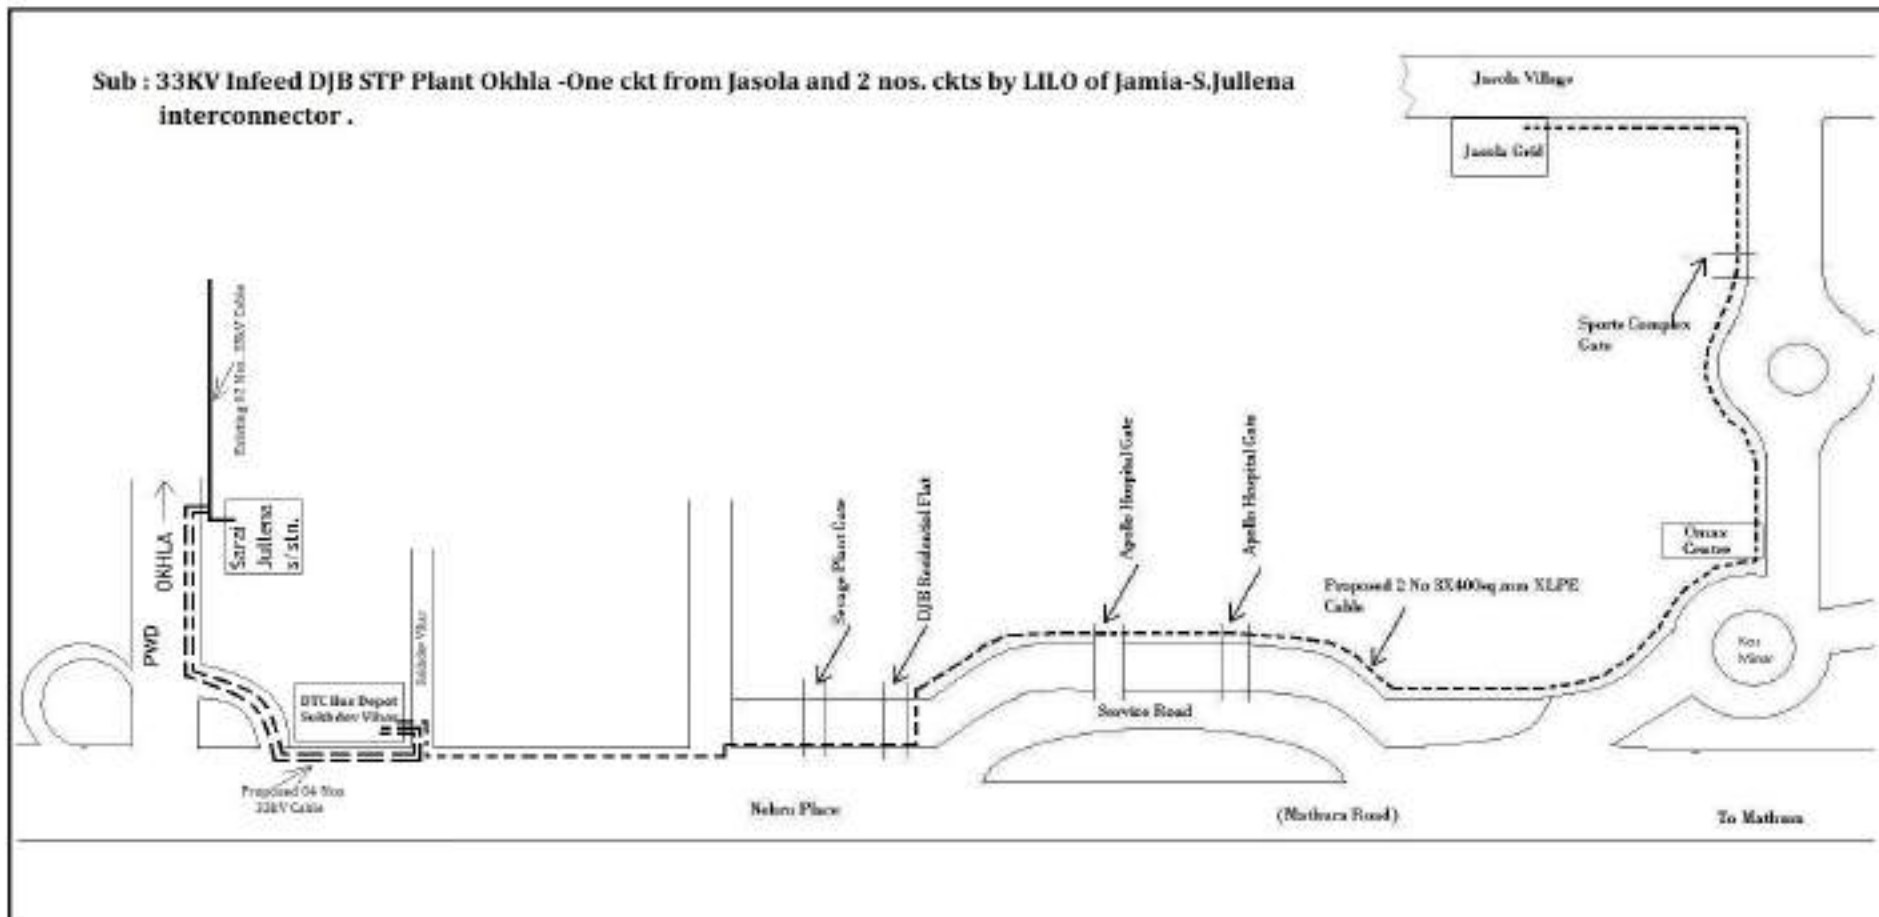 Sub : 33KV Infeed DJB STP Plant Okhla -One ckt from Jasola and 2 nos. ckts by LILO of Jamia-S.Jullena
interconnector .
Jasola Village
Jasola Grid
Sports Complex
Gate
Existing 02 Nos. 33kV Cable
Sarai
Jullena
s/stn.
OKHLA
PWD
DTC Bus Depot
Sukhdev Vihar
Sukhdev Vihar
Proposed 04 Nos
33kV Cable
Sewage Plant Gate
DJB Residential Flat
Apollo Hospital Gate
Apollo Hospital Gate
Proposed 2 No 3X400sq.mm XLPE
Cable
Omax
Centre
Kos
Minar
Service Road
Nehru Place
(Mathura Road)
To Mathura